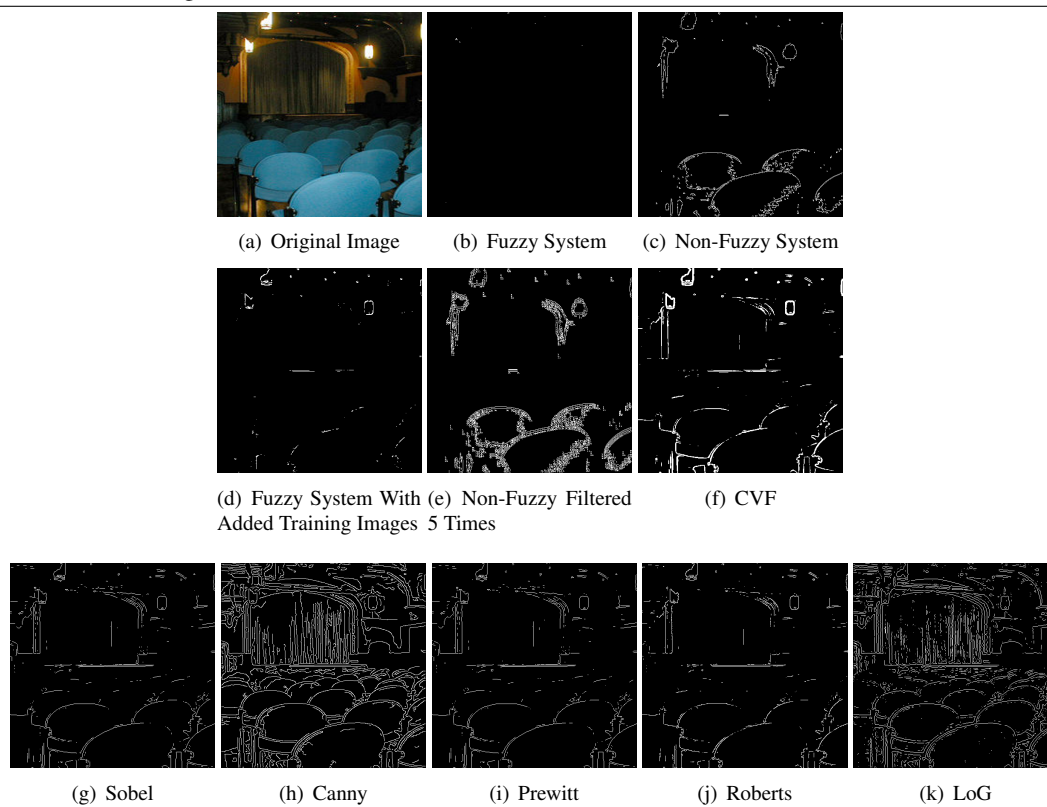 (a) Original Image (b) Fuzzy System (c) Non-Fuzzy System
(d) Fuzzy System With
Added Training Images
(e) Non-Fuzzy Filtered
5 Times
(f) CVF
(g) Sobel (h) Canny (i) Prewitt (j) Roberts (k) LoG